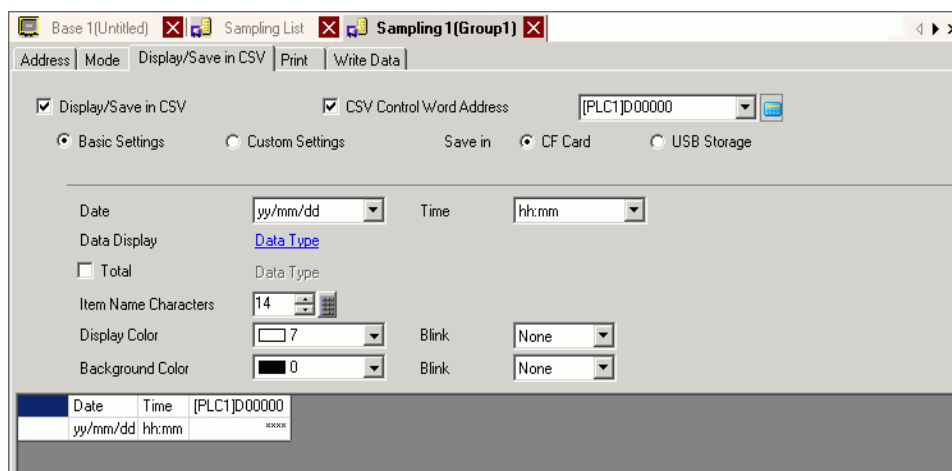 Base 1(Untitled) Sampling List Sampling 1(Group1)
Address Mode Display/Save in CSV Print Write Data
Display/Save in CSV CSV Control Word Address [PLC1]D00000
Basic Settings Custom Settings Save in CF Card USB Storage
Date yy/mm/dd Time hh:mm
Data Display Data Type
Total Data Type
Item Name Characters 14
Display Color 7 Blink None
Background Color 0 Blink None
Date Time [PLC1]D00000
yy/mm/dd hh:mm ****